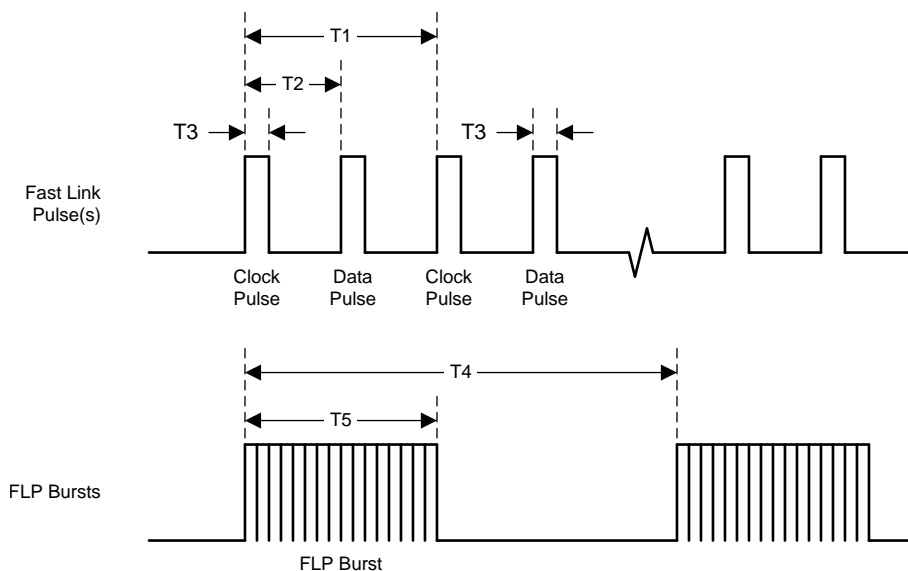 T1
T2
T3
T3
Fast Link
Pulse(s)
Clock
Pulse
Data
Pulse
Clock
Pulse
Data
Pulse
T4
T5
FLP Bursts
FLP Burst